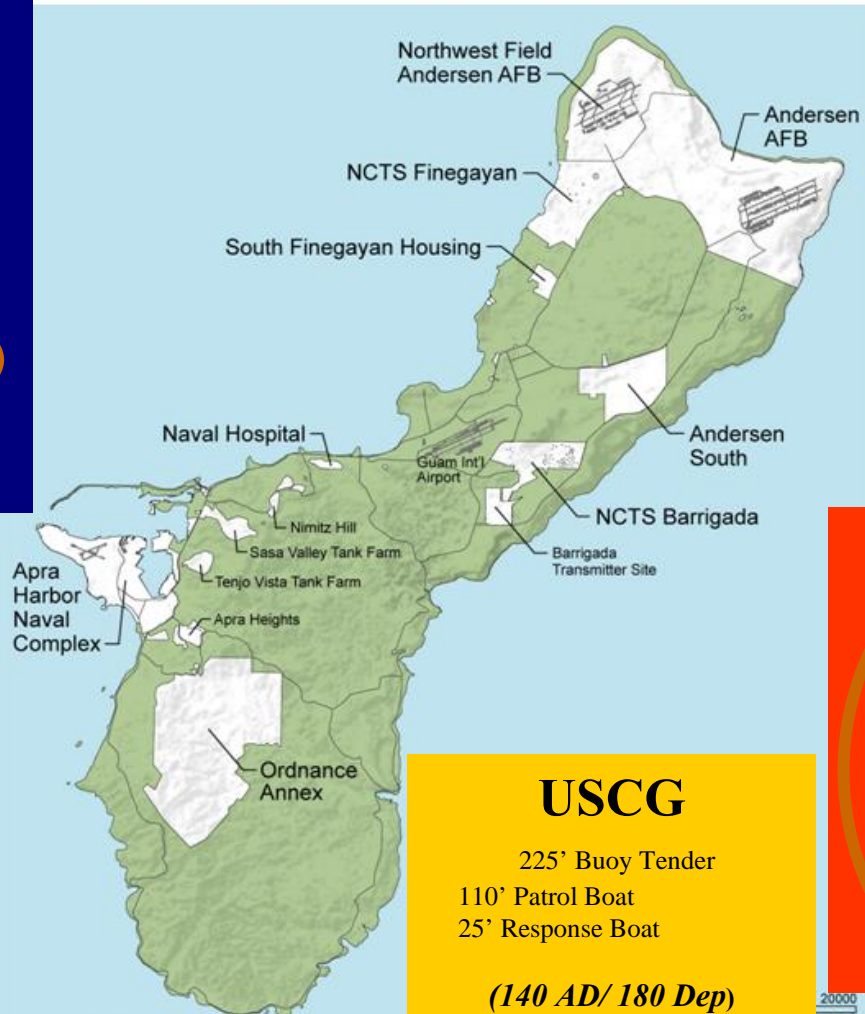 Northwest Field
Andersen AFB
Andersen
AFB
NCTS Finegayan
South Finegayan Housing
Naval Hospital
Guam Int'l
Airport
Andersen
South
NCTS Barrigada
Nimitz Hill
Sasa Valley Tank Farm
Barrigada
Transmitter Site
Tenjo Vista Tank Farm
Apra
Harbor
Naval
Complex
Apra Heights
Ordnance
Annex
USCG
225’ Buoy Tender
110’ Patrol Boat
25’ Response Boat
(140 AD/ 180 Dep)
20000